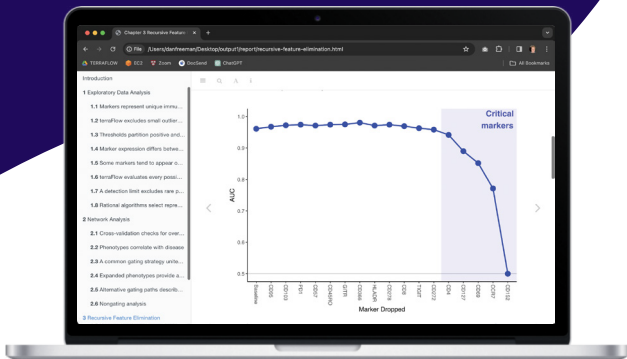 Chapter 3 Recursive Feature
File /Users/danfreeman/Desktop/output1/report/recursive-feature-elimination.html
TERRAFLOW
EC2
Zoom
DocSend
ChatGPT
All Bookmarks
Introduction
1 Exploratory Data Analysis
1.1 Markers represent unique immu...
1.2 terraFlow excludes small outlier...
1.3 Thresholds partition positive and...
1.4 Marker expression differs betwe...
1.5 Some markers tend to appear o...
1.6 terraFlow evaluates every possi...
1.7 A detection limit excludes rare p...
1.8 Rational algorithms select repre...
2 Network Analysis
2.1 Cross-validation checks for over...
2.2 Phenotypes correlate with disease
2.3 A common gating strategy unite...
2.4 Expanded phenotypes provide a...
2.5 Alternative gating paths describ...
2.6 Nongating analysis
3 Recursive Feature Elimination
Critical
markers
AUC
1.0
0.9
0.8
0.7
0.6
0.5
Baseline
-CD95
-CD103
-PD1
-CD57
-CD45RO
-GITR
-HLADR
-CD8
-TIGIT
-CD4
-CD127
-CCR7
-CD132
Marker Dropped